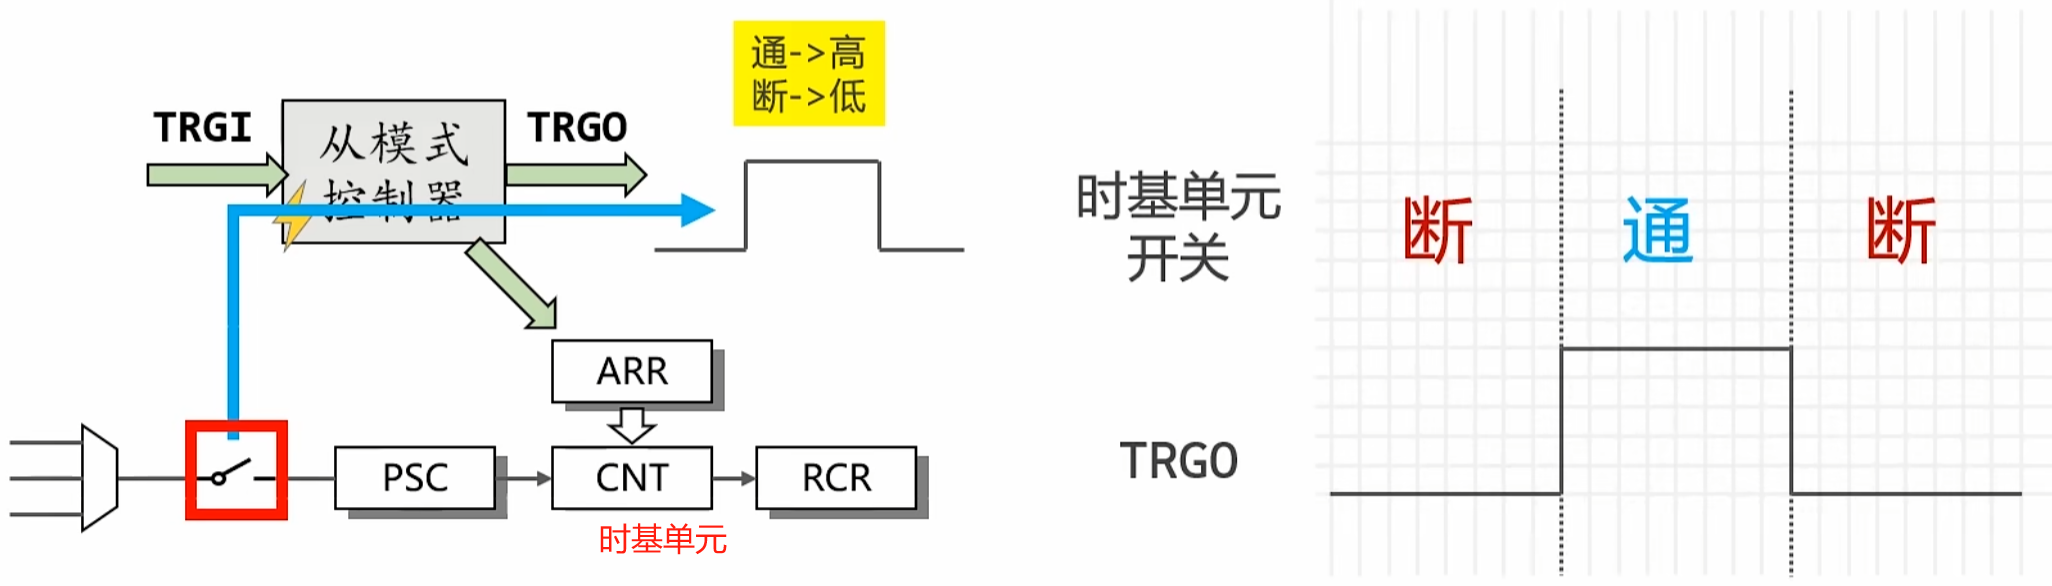 通->高
断->低
TRGI
从模式
控制器
TRGO
ARR
PSC
CNT
RCR
时基单元
时基单元
开关
断
通
断
TRGO